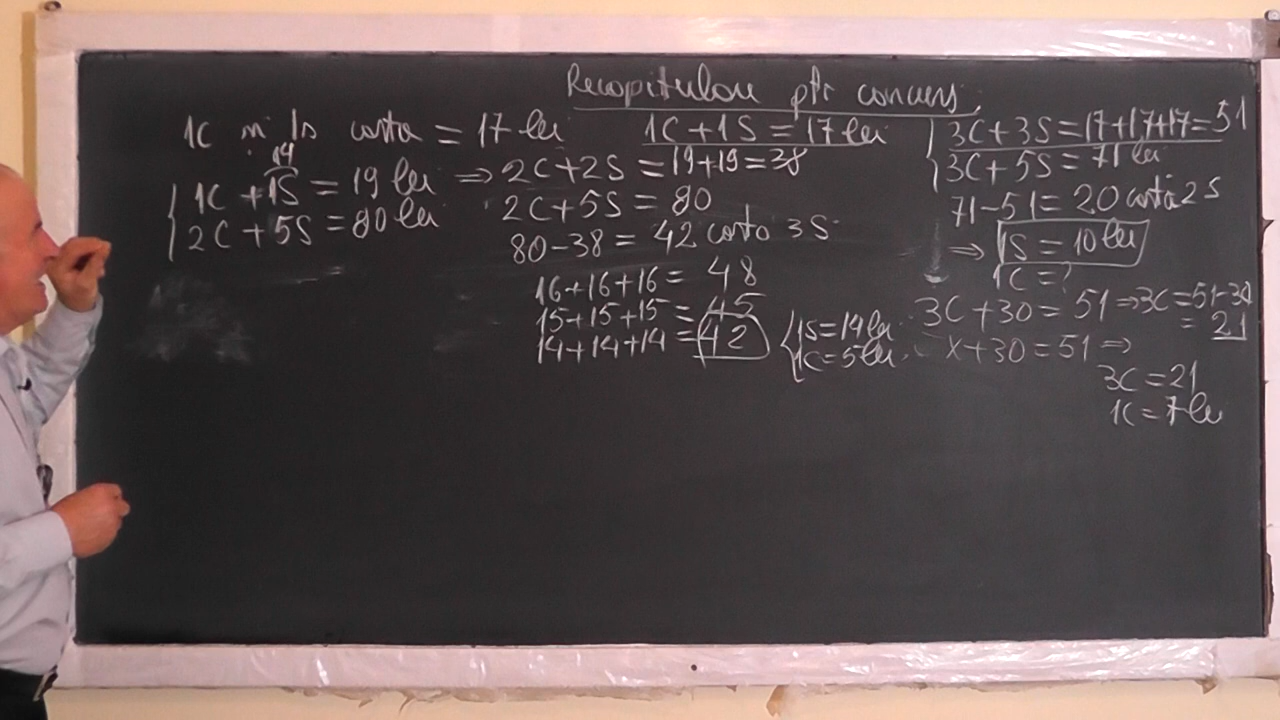 Recapitulare ptr concurs.
1C și 1s costă = 17 lei
14
1C + 1S = 19 lei ⇒ 2C+2S = 19+19=38
2C + 5S = 80 lei
2C+5S = 80
80-38 = 42 costă 3S
16+16+16 = 48
15+15+15 = 45
14+14+14 = 42
1S=14 lei
1C=5 lei
1C+1S = 17 lei
3C+3S=17+17+17=51
3C+5S=71 lei
71-51=20 costă 2S
⇒ 1S = 10 lei
1C = ?
3C+30 = 51 ⇒ 3C=51-30
= 21
x+30=51 ⇒
3C=21
1C=7 lei